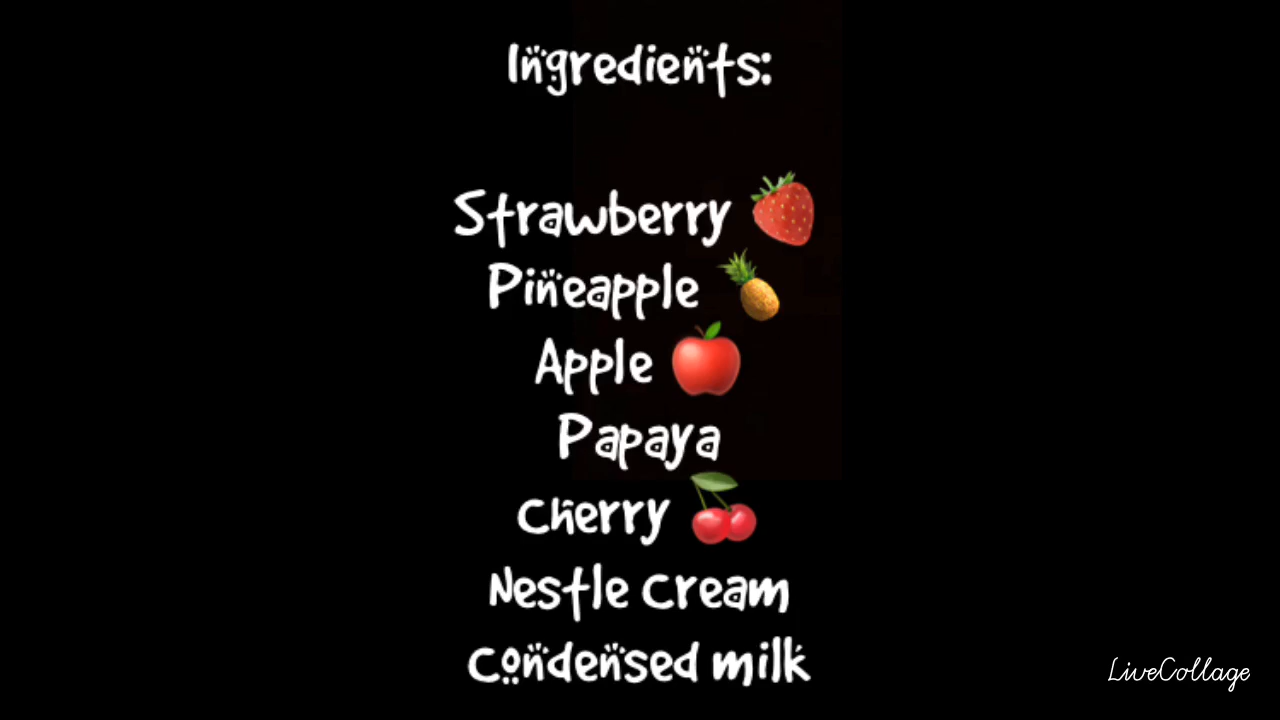 Ingredients:
Strawberry 🍓
Pineapple 🍍
Apple 🍎
Papaya
Cherry 🍒
Nestle Cream
Condensed milk
LiveCollage